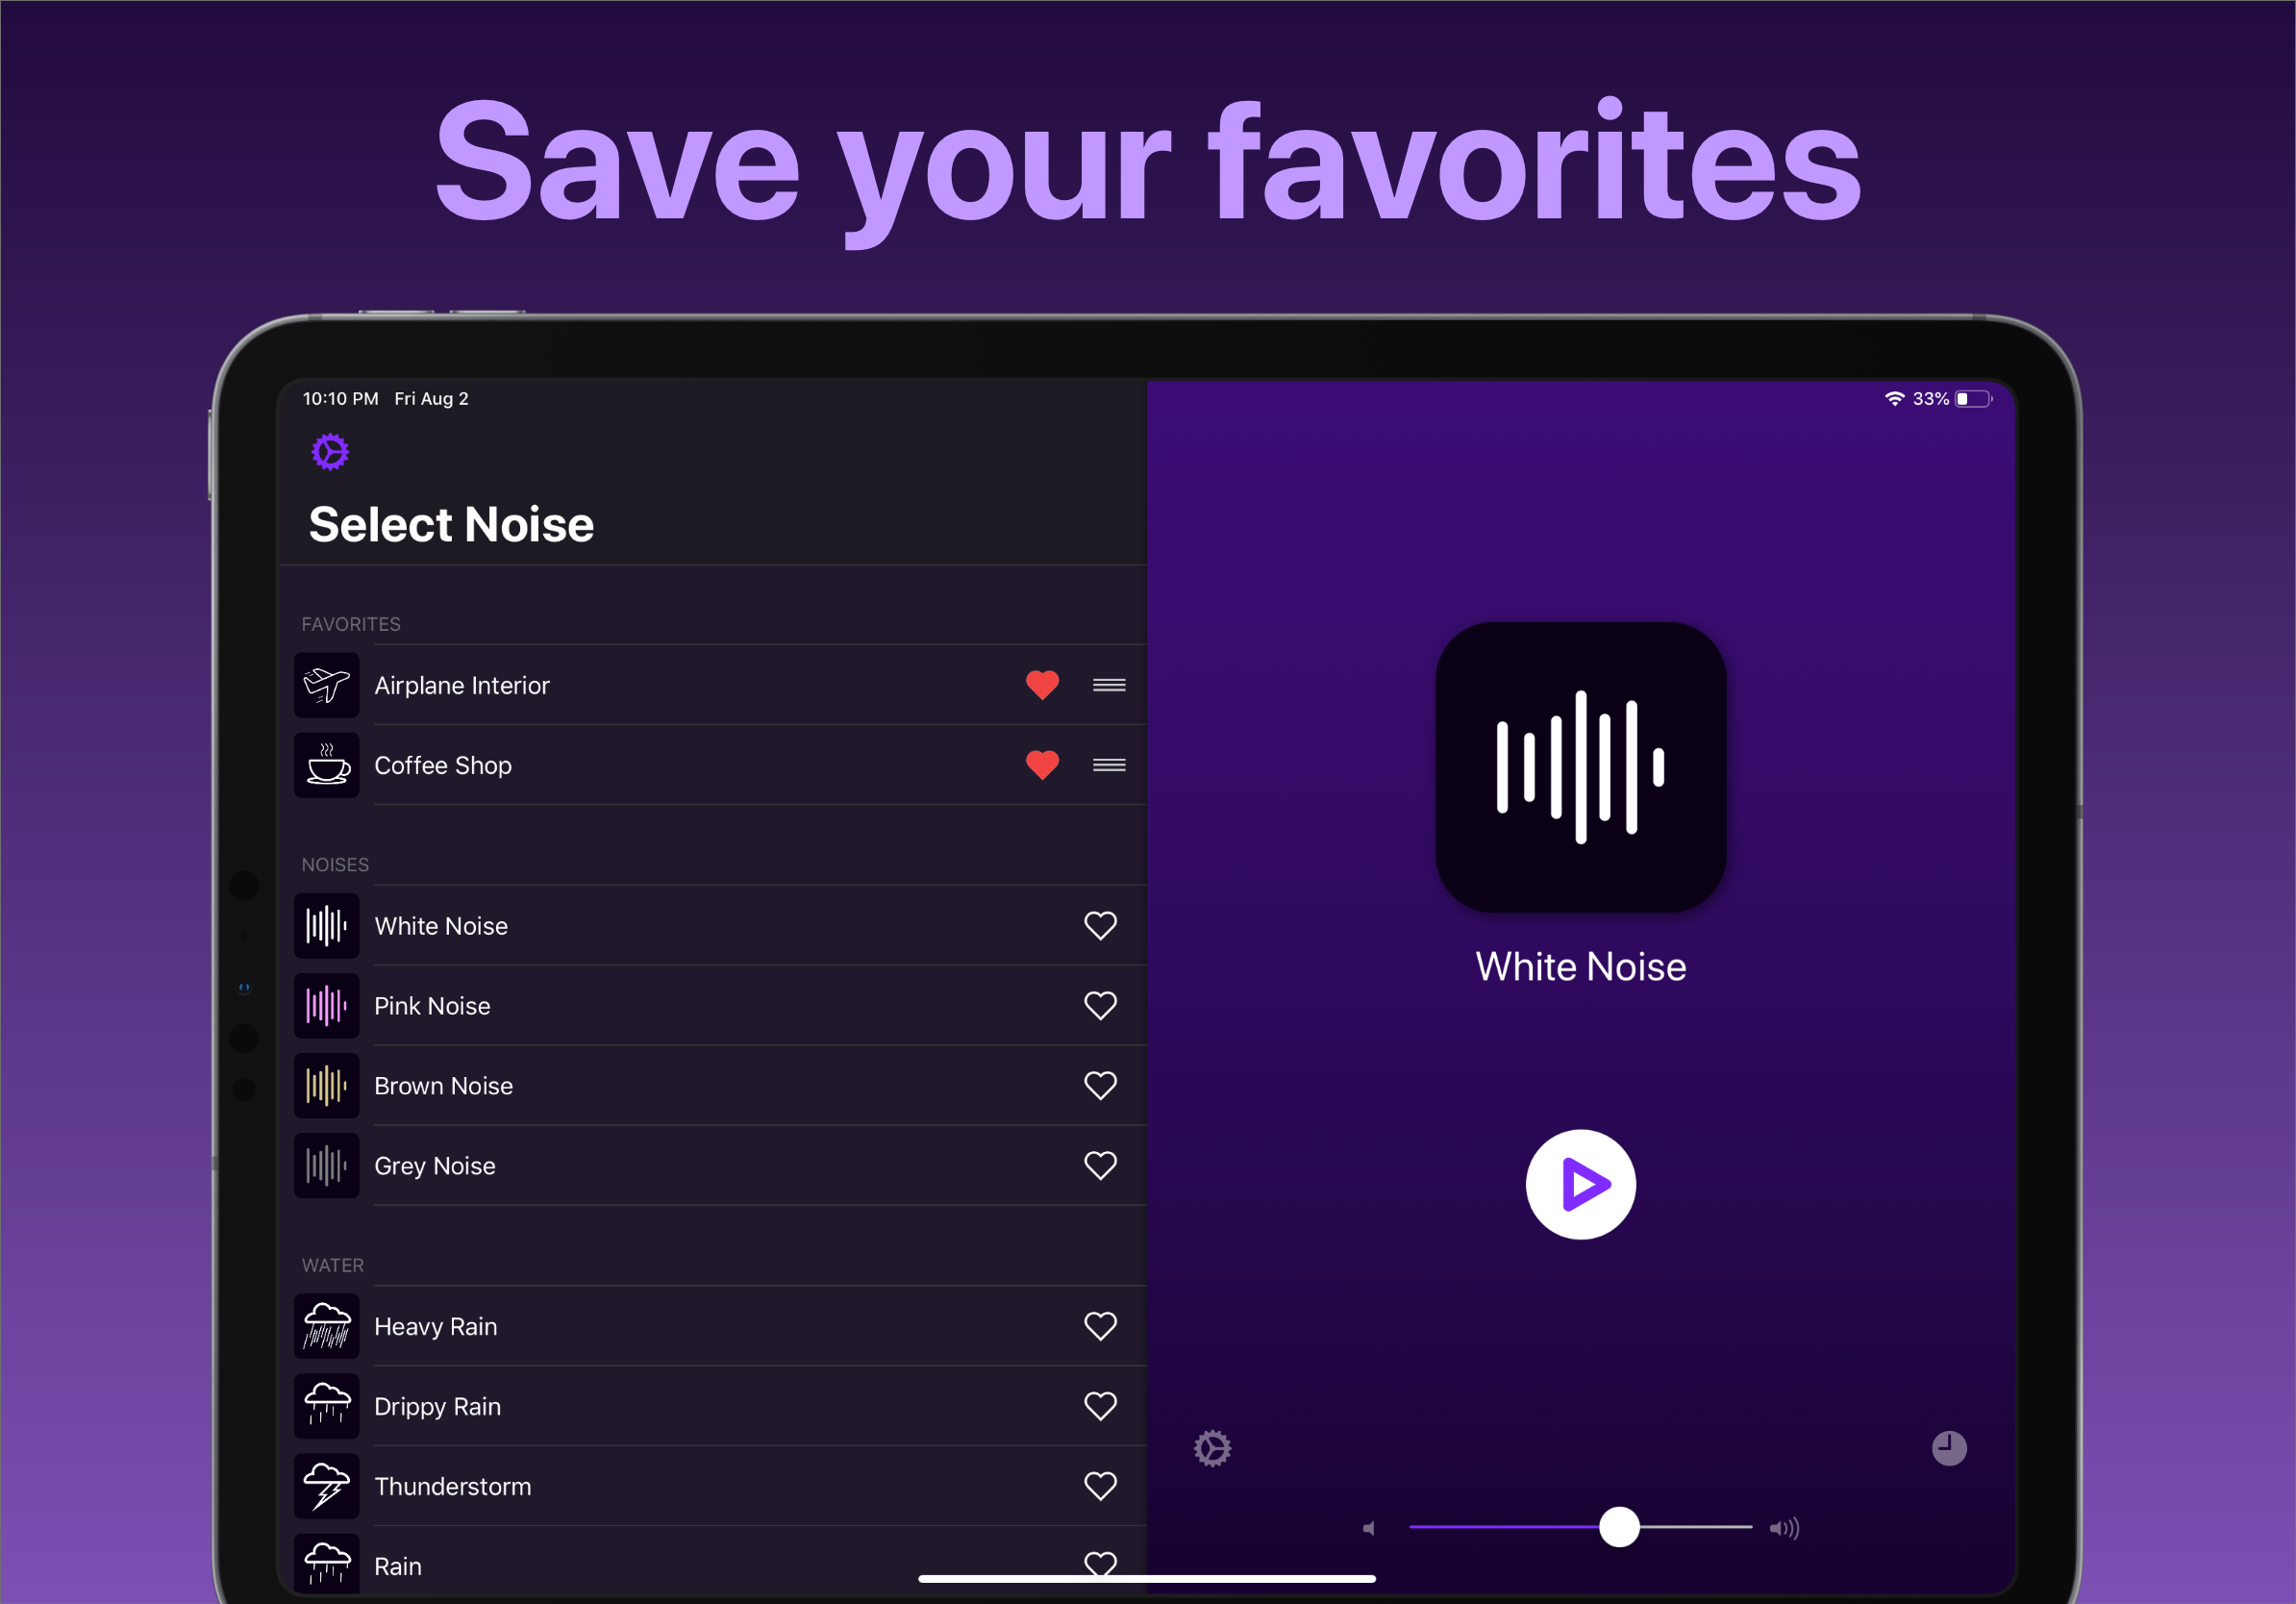 Save your favorites
10:10 PM Fri Aug 2
33%
Select Noise
FAVORITES
Airplane Interior
Coffee Shop
NOISES
White Noise
Pink Noise
Brown Noise
Grey Noise
WATER
Heavy Rain
Drippy Rain
Thunderstorm
Rain
White Noise